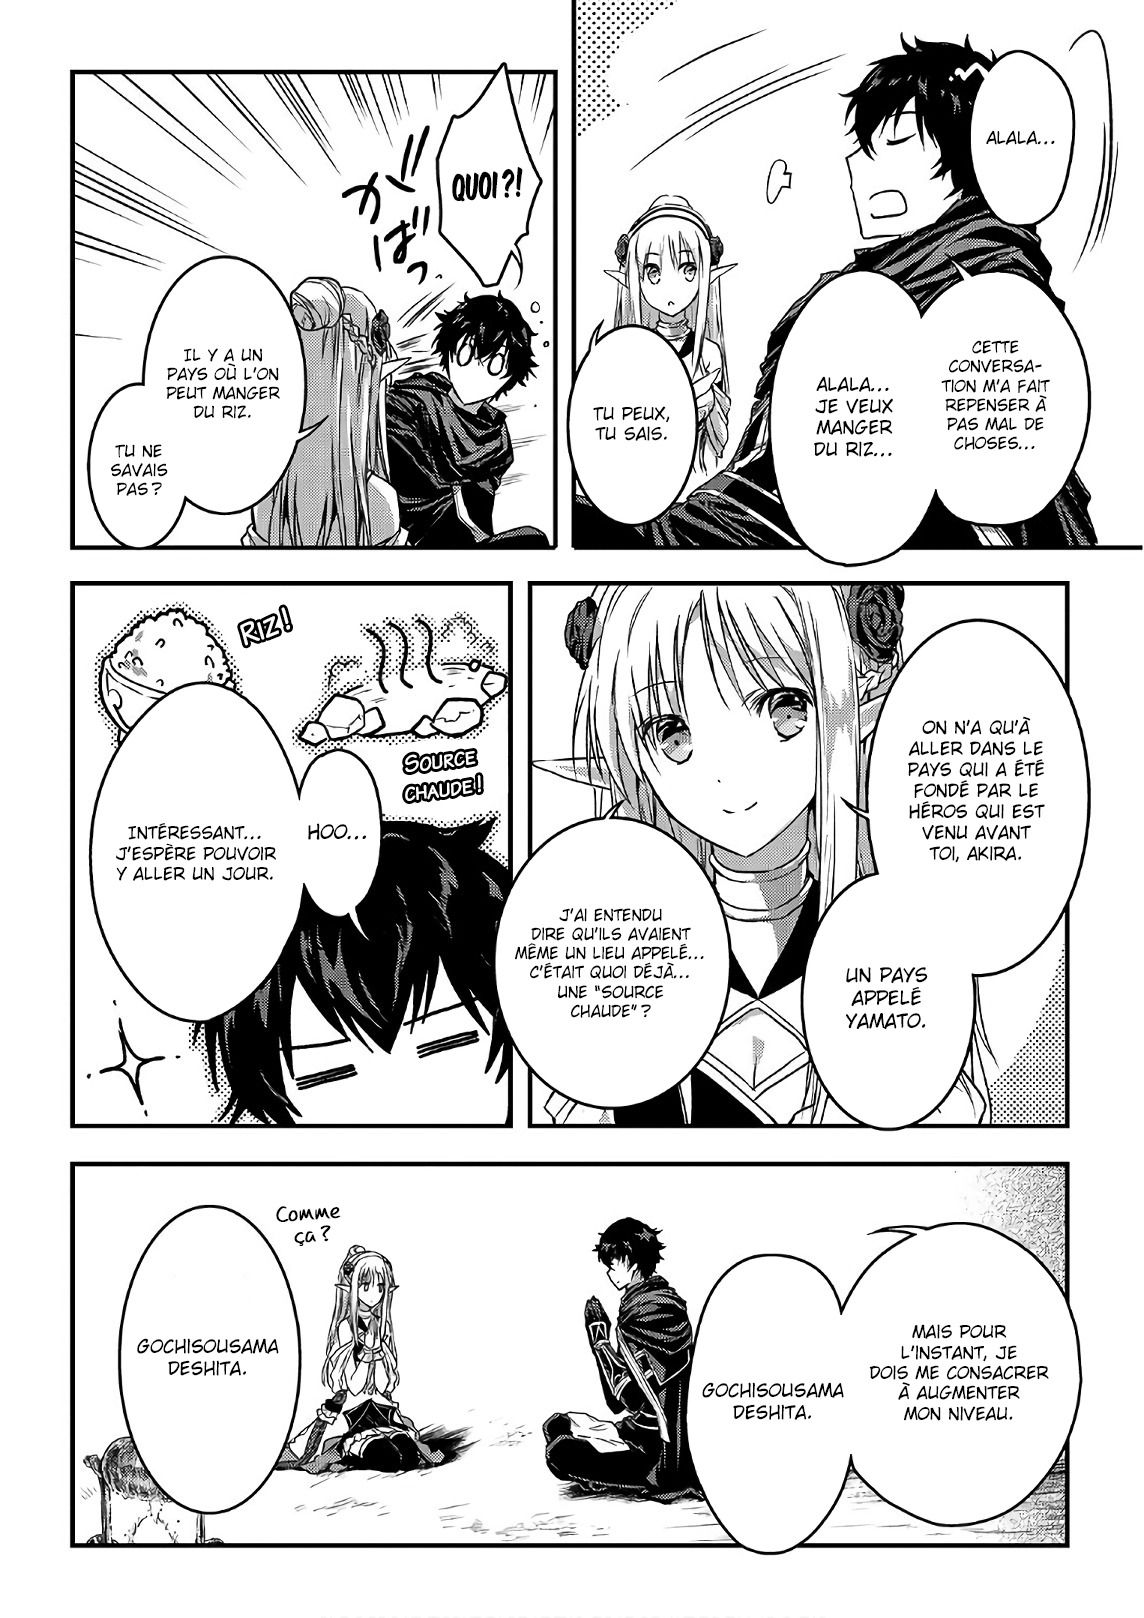 ALALA...
CETTE
CONVERSA-
TION M'A FAIT
REPENSER À
PAS MAL DE
CHOSES...
ALALA...
JE VEUX
MANGER
DU RIZ...
TU PEUX,
TU SAIS.
QUOI?!
がばっ
IL Y A UN
PAYS OÙ L'ON
PEUT MANGER
DU RIZ.
TU NE
SAVAIS
PAS?
ON N'A QU'À
ALLER DANS LE
PAYS QUI A ÉTÉ
FONDÉ PAR LE
HÉROS QUI EST
VENU AVANT
TOI, AKIRA.
UN PAYS
APPELÉ
YAMATO.
J'AI ENTENDU
DIRE QU'ILS AVAIENT
MÊME UN LIEU APPELÉ...
C'ÉTAIT QUOI DÉJÀ...
UNE "SOURCE
CHAUDE"?
RIZ!
SOURCE
CHAUDE!
HOO...
INTÉRESSANT...
J'ESPÈRE POUVOIR
Y ALLER UN JOUR.
MAIS POUR
L'INSTANT, JE
DOIS ME CONSACRER
À AUGMENTER
MON NIVEAU.
GOCHISOUSAMA
DESHITA.
Comme
ça?
GOCHISOUSAMA
DESHITA.